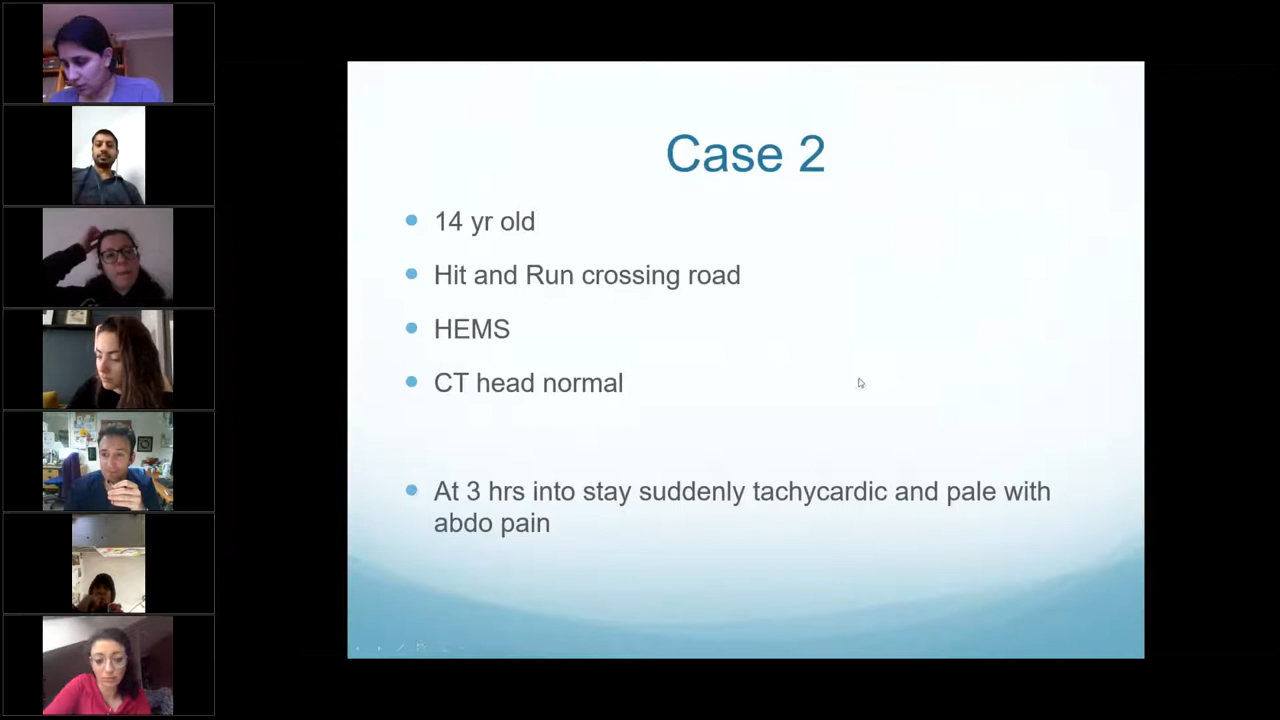 Case 2
14 yr old
Hit and Run crossing road
HEMS
CT head normal
At 3 hrs into stay suddenly tachycardic and pale with
abdo pain